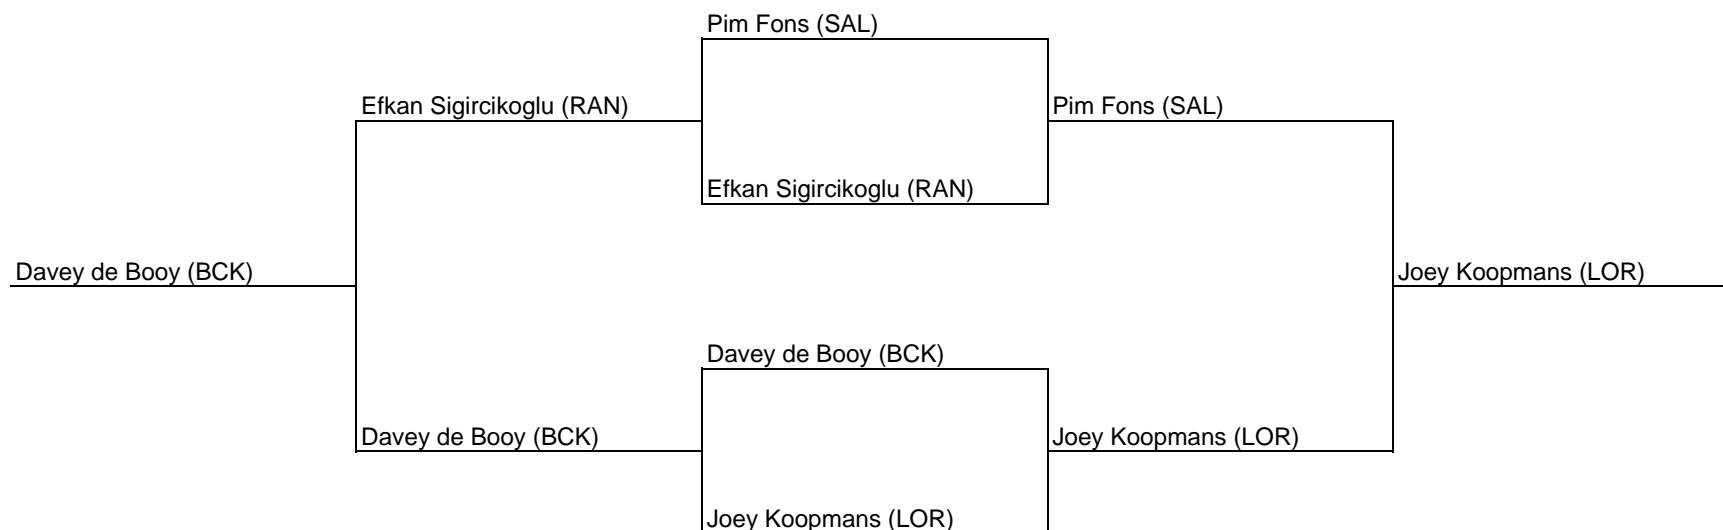 Pim Fons (SAL)
Efkan Sigircikoglu (RAN)
Pim Fons (SAL)
Efkan Sigircikoglu (RAN)
Davey de Booy (BCK)
Joey Koopmans (LOR)
Davey de Booy (BCK)
Davey de Booy (BCK)
Joey Koopmans (LOR)
Joey Koopmans (LOR)